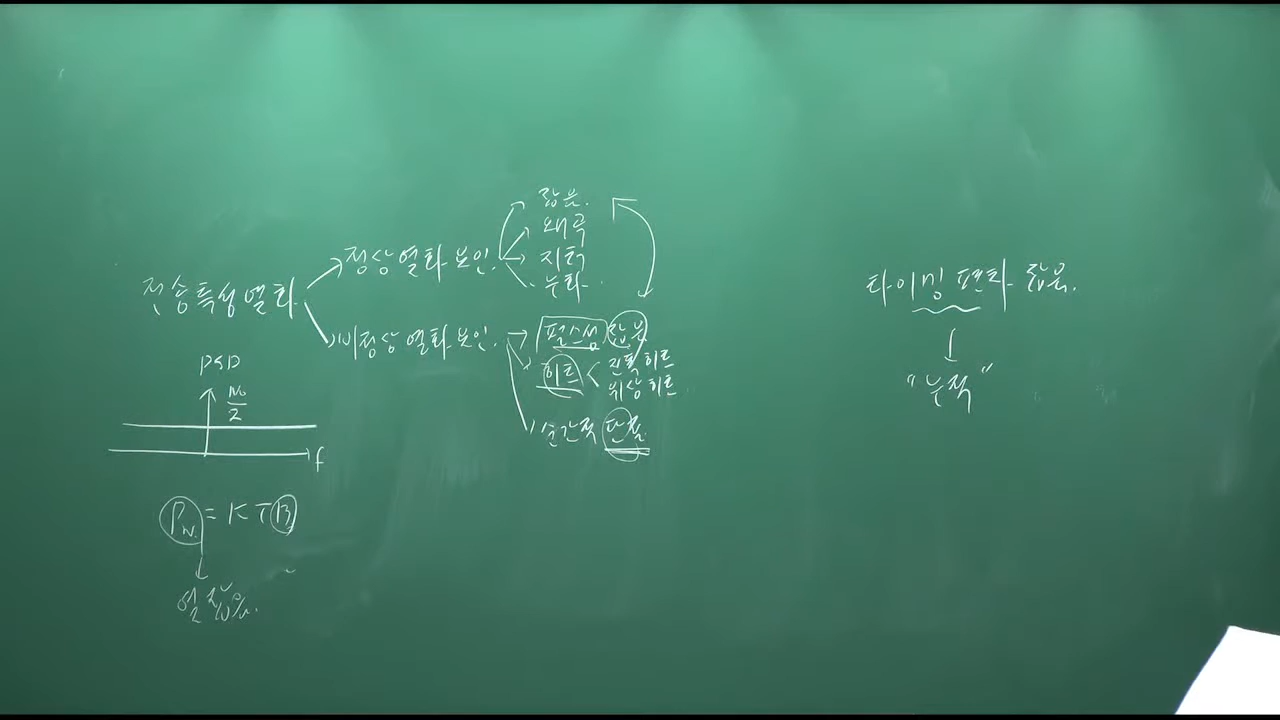 전송특성열화
정상열화 요인.
잡음.
왜곡
지터
누화.
비정상열화 요인.
펄스성 잡음
히트 < 진폭히트
위상히트
순간적 단절.
PSD
N₀/2
f
Pₙ. = KTB
열잡음.
타이밍 편차 잡음.
"누적"